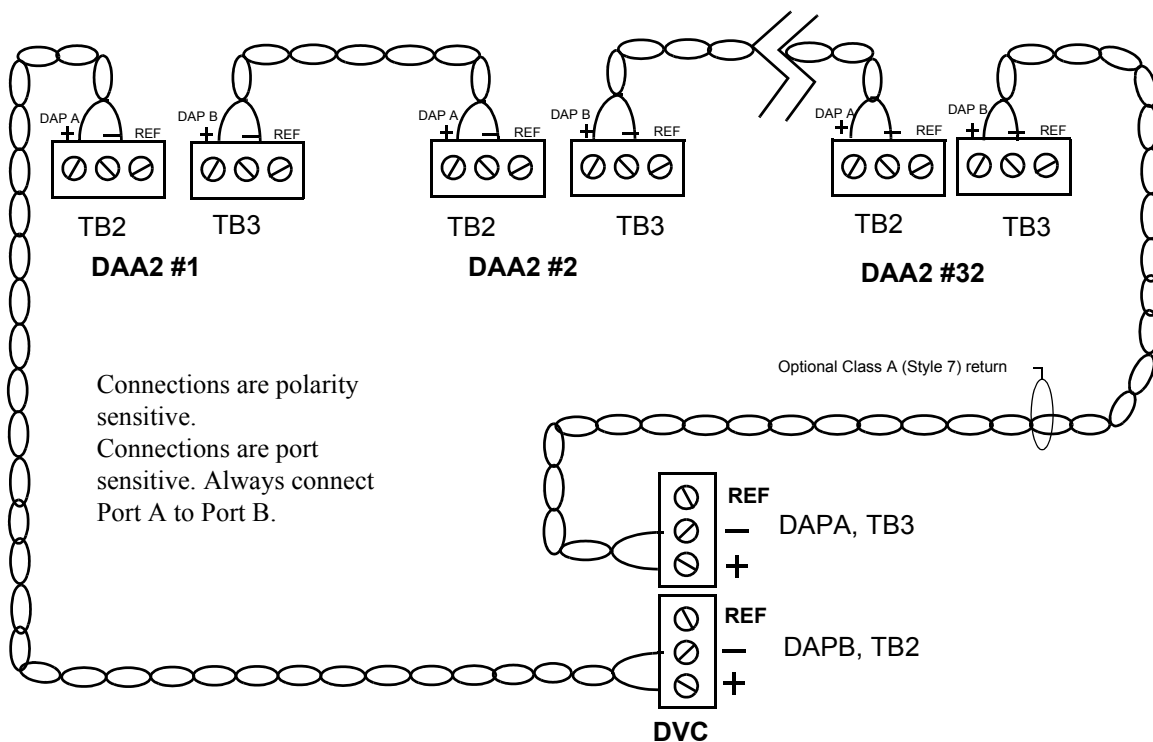 DAP A
+ − REF
DAP B
+ − REF
DAP A
+ − REF
DAP B
+ − REF
DAP A
+ + REF
DAP B
+ + REF
TB2
TB3
TB2
TB3
TB2
TB3
DAA2 #1
DAA2 #2
DAA2 #32
Optional Class A (Style 7) return
Connections are polarity
sensitive.
Connections are port
sensitive. Always connect
Port A to Port B.
REF
−
DAPA, TB3
+
REF
−
DAPB, TB2
+
DVC